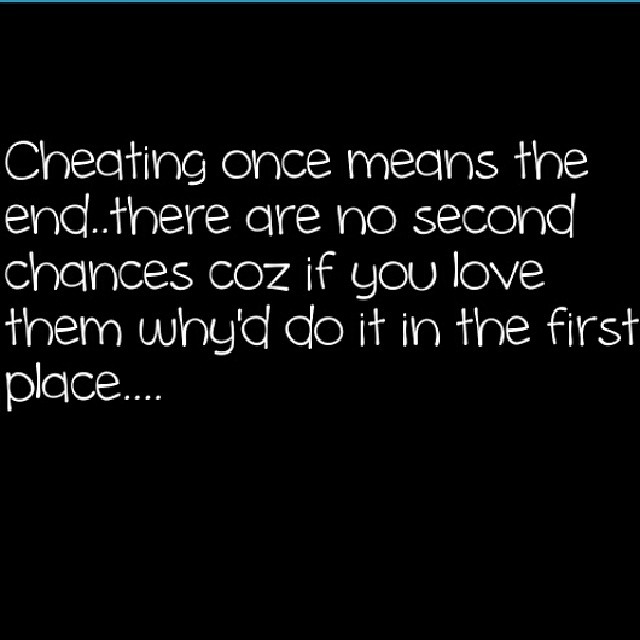 Cheating once means the
end..there are no second
chances coz if you love
them why'd do it in the first
place....